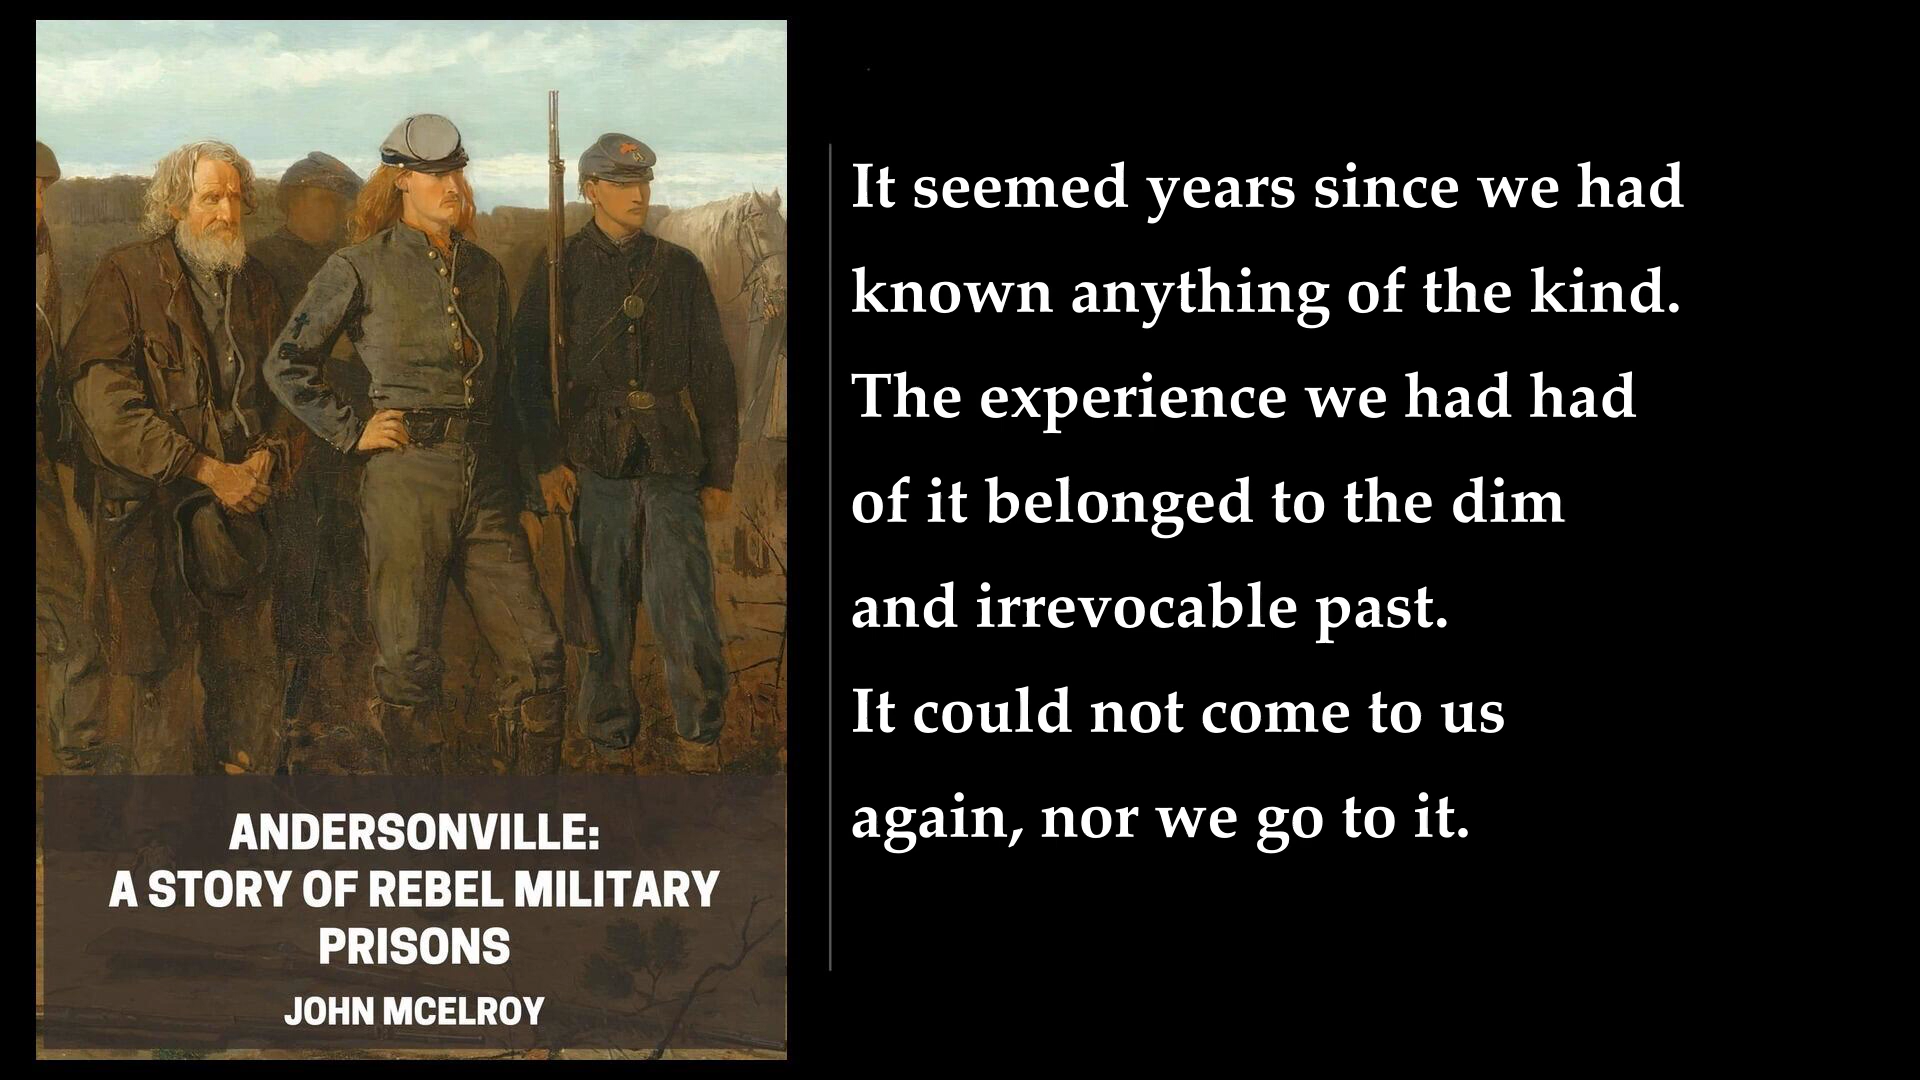 ANDERSONVILLE:
A STORY OF REBEL MILITARY
PRISONS
JOHN MCELROY
It seemed years since we had
known anything of the kind.
The experience we had had
of it belonged to the dim
and irrevocable past.
It could not come to us
again, nor we go to it.